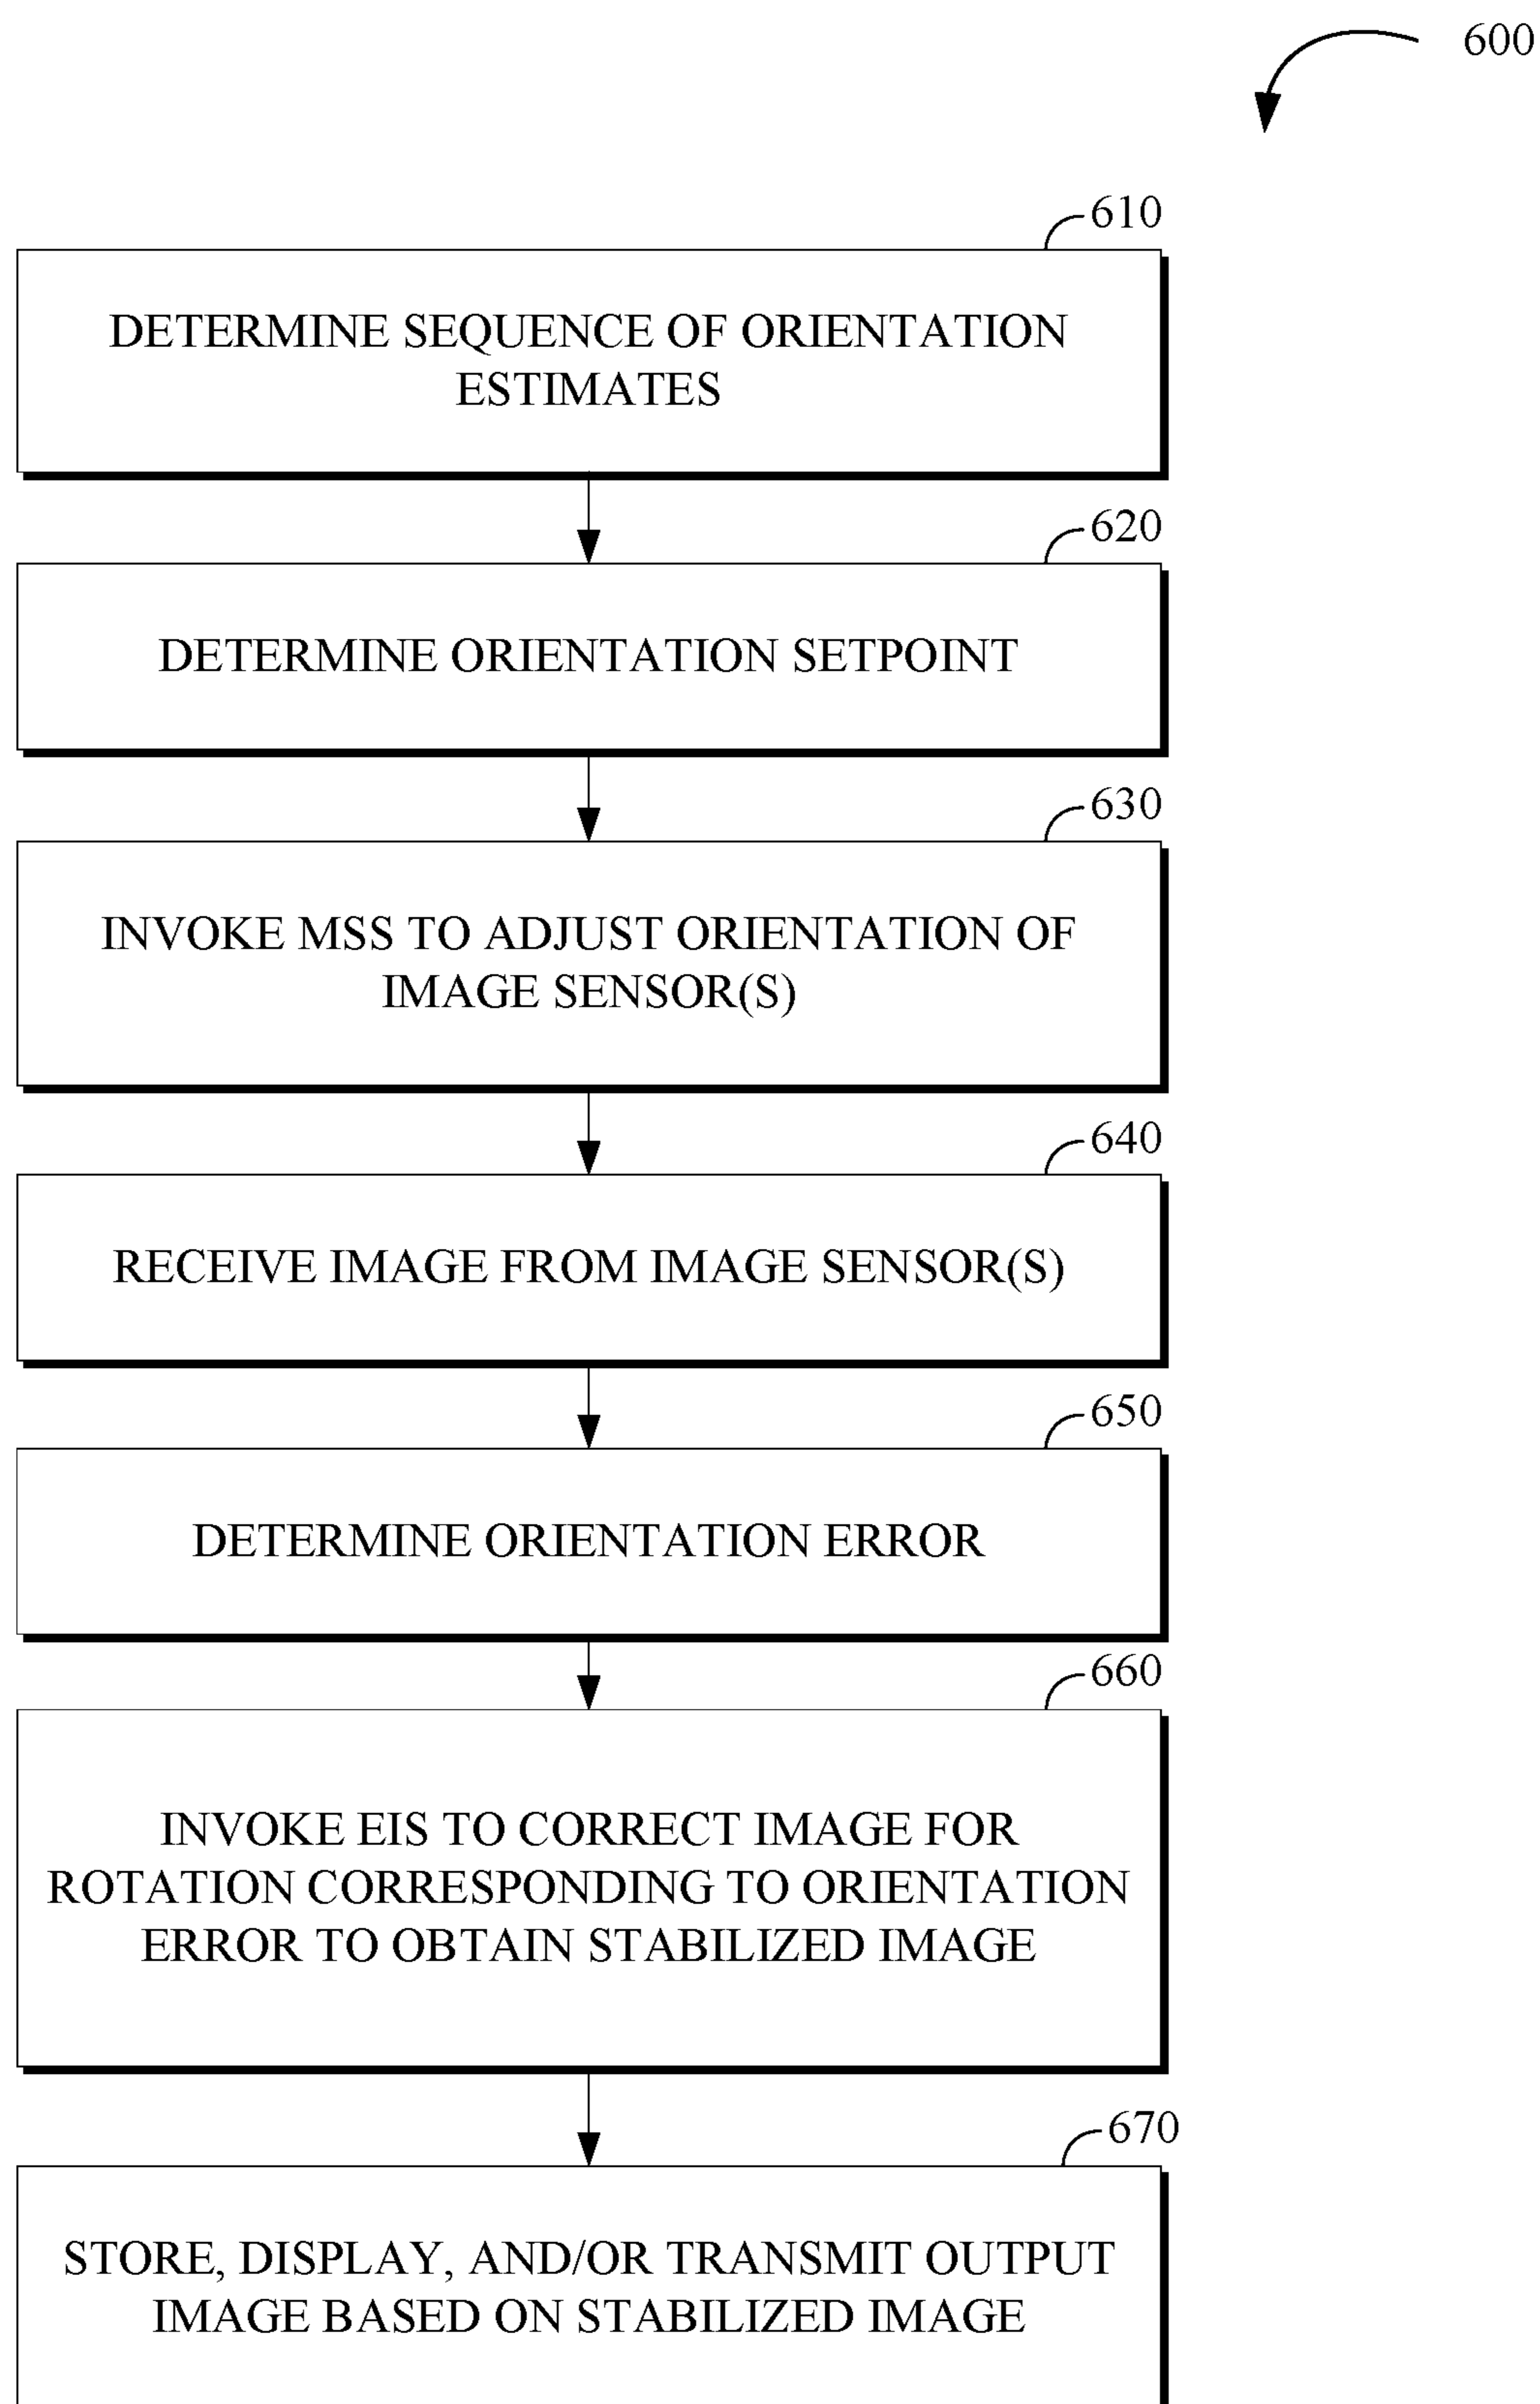 600
610
DETERMINE SEQUENCE OF ORIENTATION
ESTIMATES
620
DETERMINE ORIENTATION SETPOINT
630
INVOKE MSS TO ADJUST ORIENTATION OF
IMAGE SENSOR(S)
640
RECEIVE IMAGE FROM IMAGE SENSOR(S)
650
DETERMINE ORIENTATION ERROR
660
INVOKE EIS TO CORRECT IMAGE FOR
ROTATION CORRESPONDING TO ORIENTATION
ERROR TO OBTAIN STABILIZED IMAGE
670
STORE, DISPLAY, AND/OR TRANSMIT OUTPUT
IMAGE BASED ON STABILIZED IMAGE